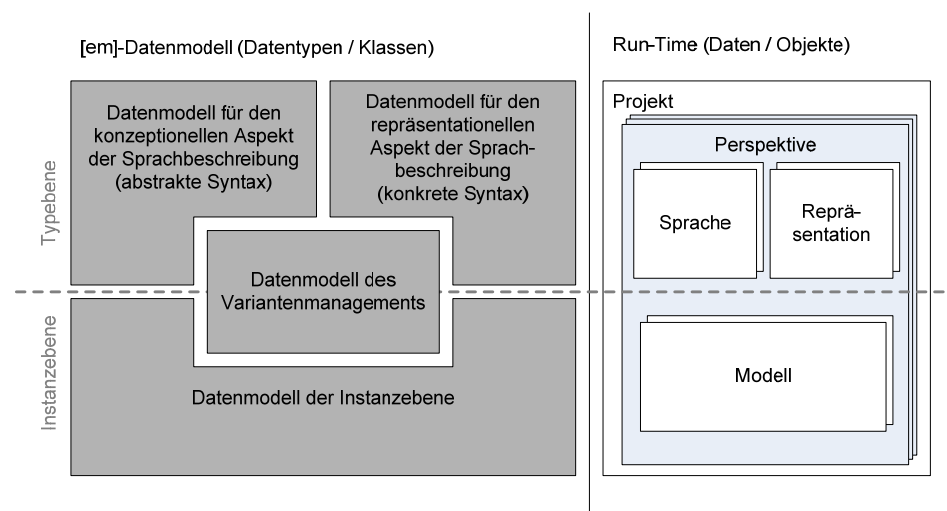 [em]-Datenmodell (Datentypen / Klassen)
Datenmodell für den
konzeptionellen Aspekt
der Sprachbeschreibung
(abstrakte Syntax)
Datenmodell für den
repräsentationellen
Aspekt der Sprach-
beschreibung
(konkrete Syntax)
Datenmodell des
Variantenmanagements
Datenmodell der Instanzebene
Typebene
Instanzebene
Run-Time (Daten / Objekte)
Projekt
Perspektive
Sprache
Reprä-
sentation
Modell